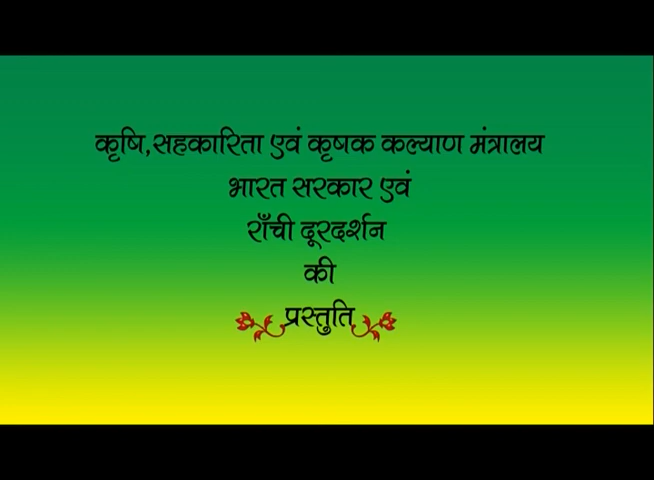 कृषि,सहकारिता एवं कृषक कल्याण मंत्रालय
भारत सरकार एवं
राँची दूरदर्शन
की
प्रस्तुति